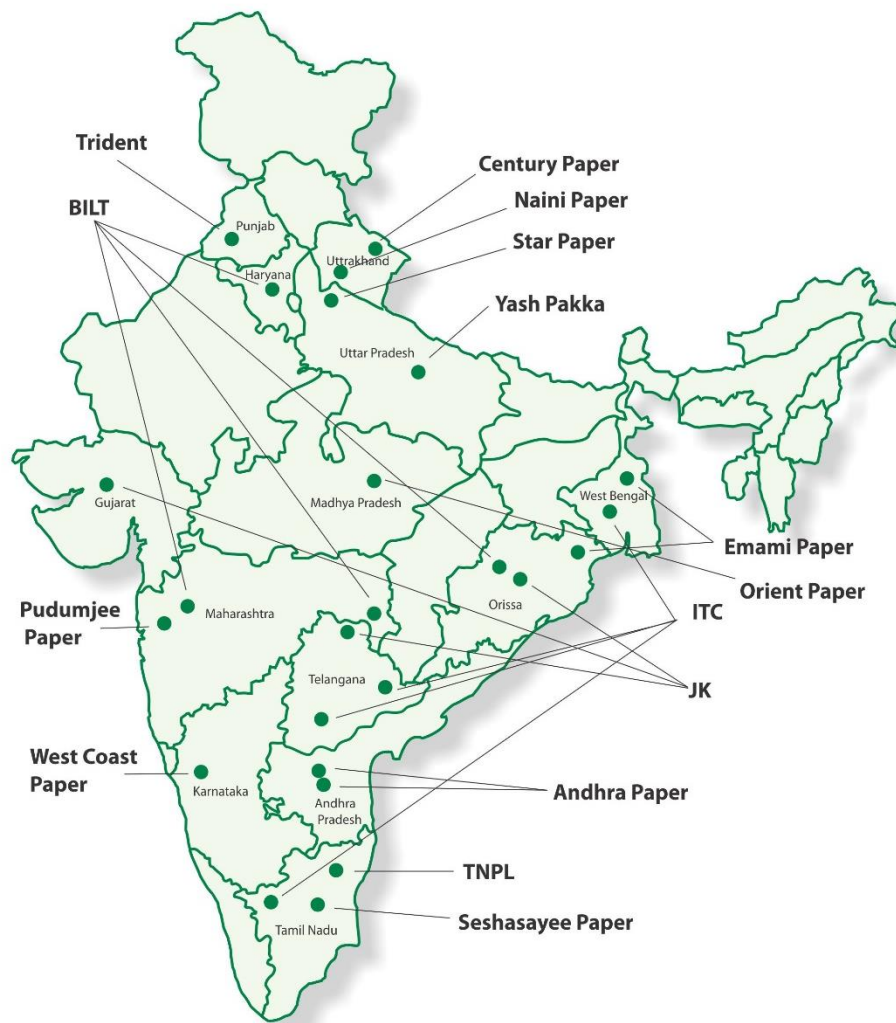 Trident
Century Paper
BILT
Naini Paper
Punjab
Star Paper
Uttrakhand
Haryana
Yash Pakka
Uttar Pradesh
Gujarat
Madhya Pradesh
West Bengal
Emami Paper
Orient Paper
Pudumjee
Paper
Maharashtra
Orissa
ITC
Telangana
JK
West Coast
Paper
Karnataka
Andhra
Pradesh
Andhra Paper
TNPL
Tamil Nadu
Seshasayee Paper